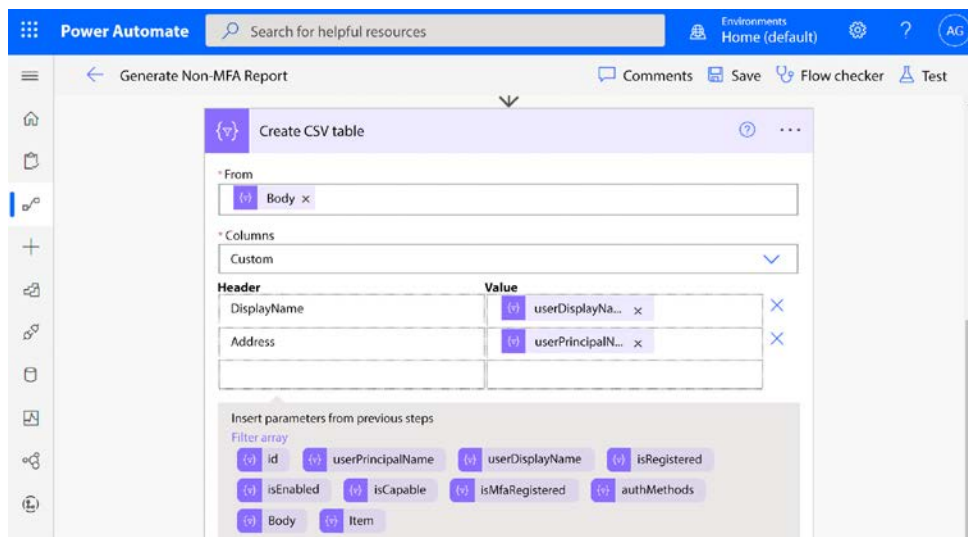 Power Automate
Search for helpful resources
Environments
Home (default)
AG
Generate Non-MFA Report
Comments
Save
Flow checker
Test
Create CSV table
* From
Body
* Columns
Custom
Header Value
DisplayName userDisplayNa...
Address userPrincipalN...
Insert parameters from previous steps
Filter array
id userPrincipalName userDisplayName isRegistered
isEnabled isCapable isMfaRegistered authMethods
Body Item